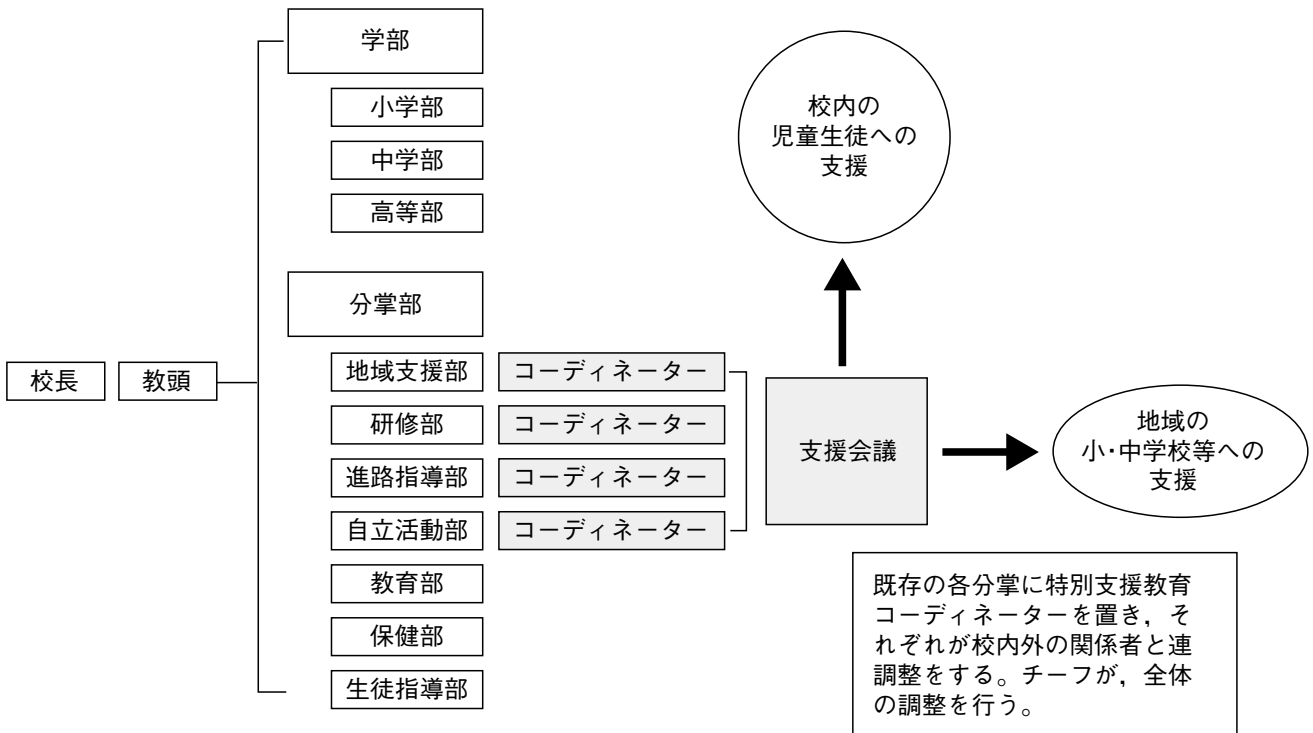 学部
小学部
中学部
高等部
分掌部
校長
教頭
地域支援部
コーディネーター
研修部
コーディネーター
進路指導部
コーディネーター
自立活動部
コーディネーター
教育部
保健部
生徒指導部
校内の
児童生徒への
支援
支援会議
地域の
小・中学校等への
支援
既存の各分掌に特別支援教育
コーディネーターを置き，そ
れぞれが校内外の関係者と連
調整をする。チーフが，全体
の調整を行う。